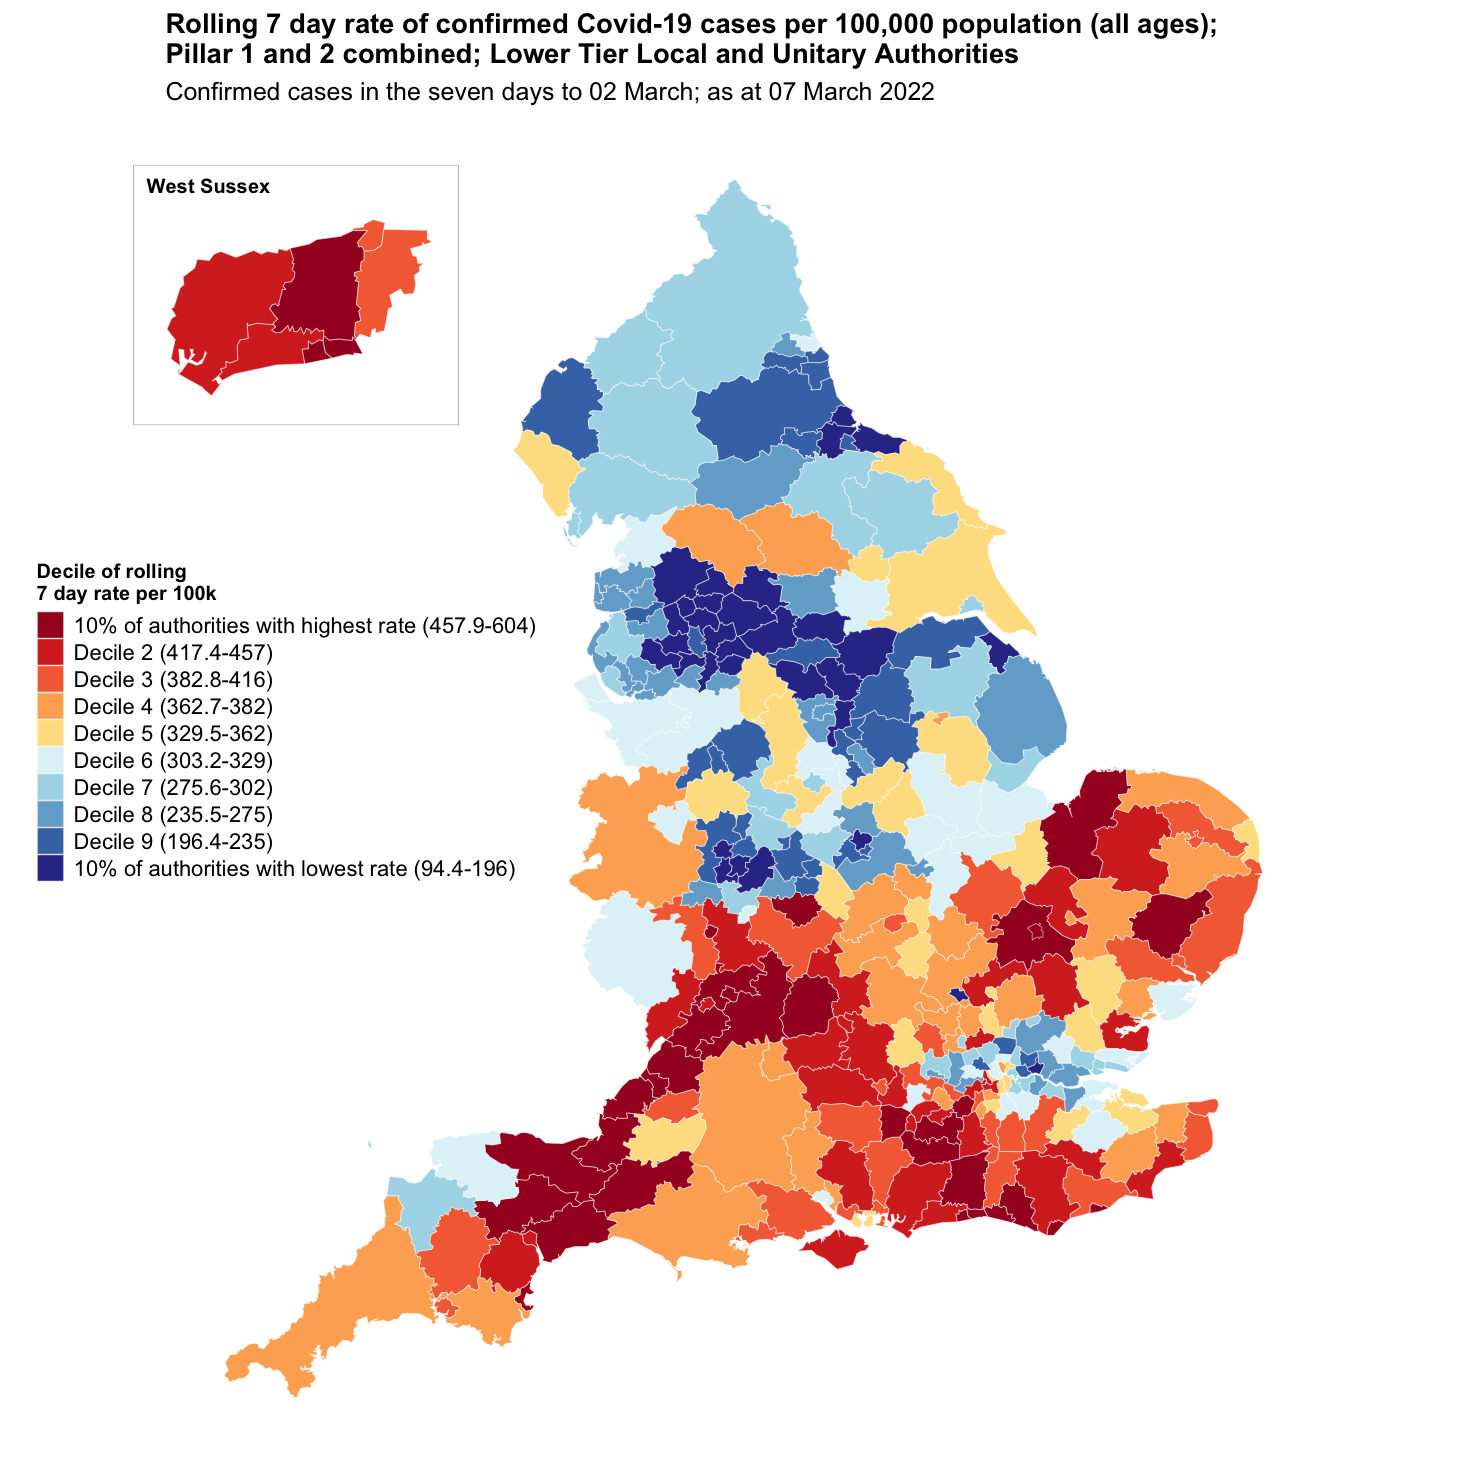 Rolling 7 day rate of confirmed Covid-19 cases per 100,000 population (all ages);
Pillar 1 and 2 combined; Lower Tier Local and Unitary Authorities
Confirmed cases in the seven days to 02 March; as at 07 March 2022
West Sussex
Decile of rolling
7 day rate per 100k
10% of authorities with highest rate (457.9-604)
Decile 2 (417.4-457)
Decile 3 (382.8-416)
Decile 4 (362.7-382)
Decile 5 (329.5-362)
Decile 6 (303.2-329)
Decile 7 (275.6-302)
Decile 8 (235.5-275)
Decile 9 (196.4-235)
10% of authorities with lowest rate (94.4-196)